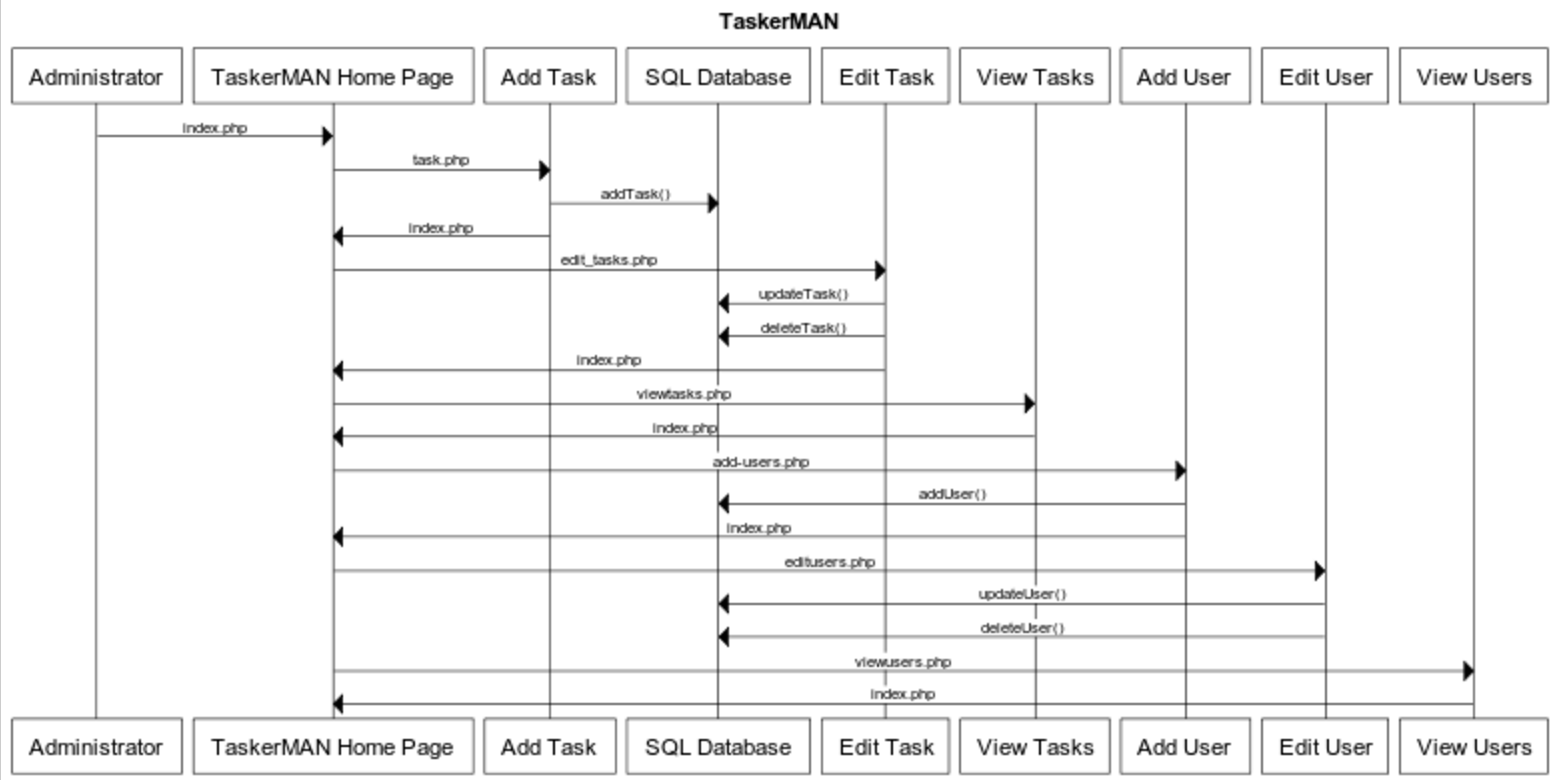 TaskerMAN
Administrator TaskerMAN Home Page Add Task SQL Database Edit Task View Tasks Add User Edit User View Users
index.php
task.php
addTask()
index.php
edit_tasks.php
updateTask()
deleteTask()
index.php
viewtasks.php
index.php
add-users.php
addUser()
index.php
editusers.php
updateUser()
deleteUser()
viewusers.php
index.php
Administrator TaskerMAN Home Page Add Task SQL Database Edit Task View Tasks Add User Edit User View Users